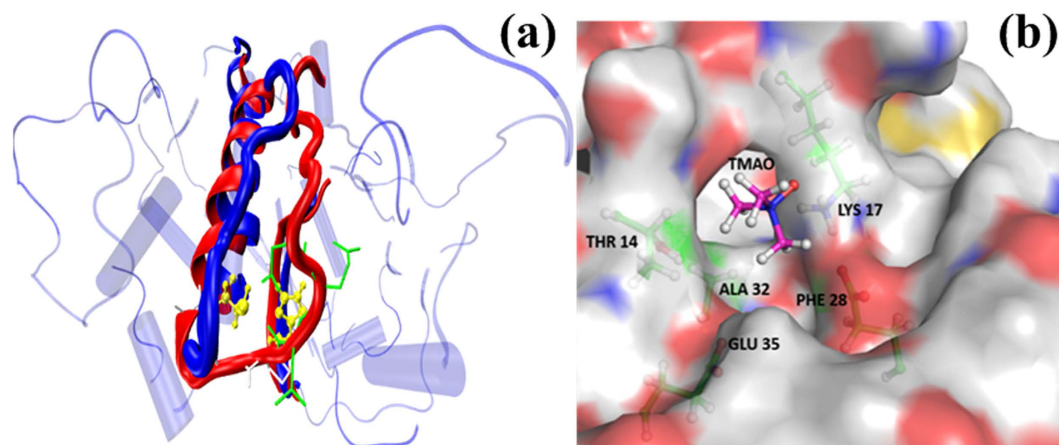 (a)
(b)
TMAO
LYS 17
THR 14
ALA 32
PHE 28
GLU 35